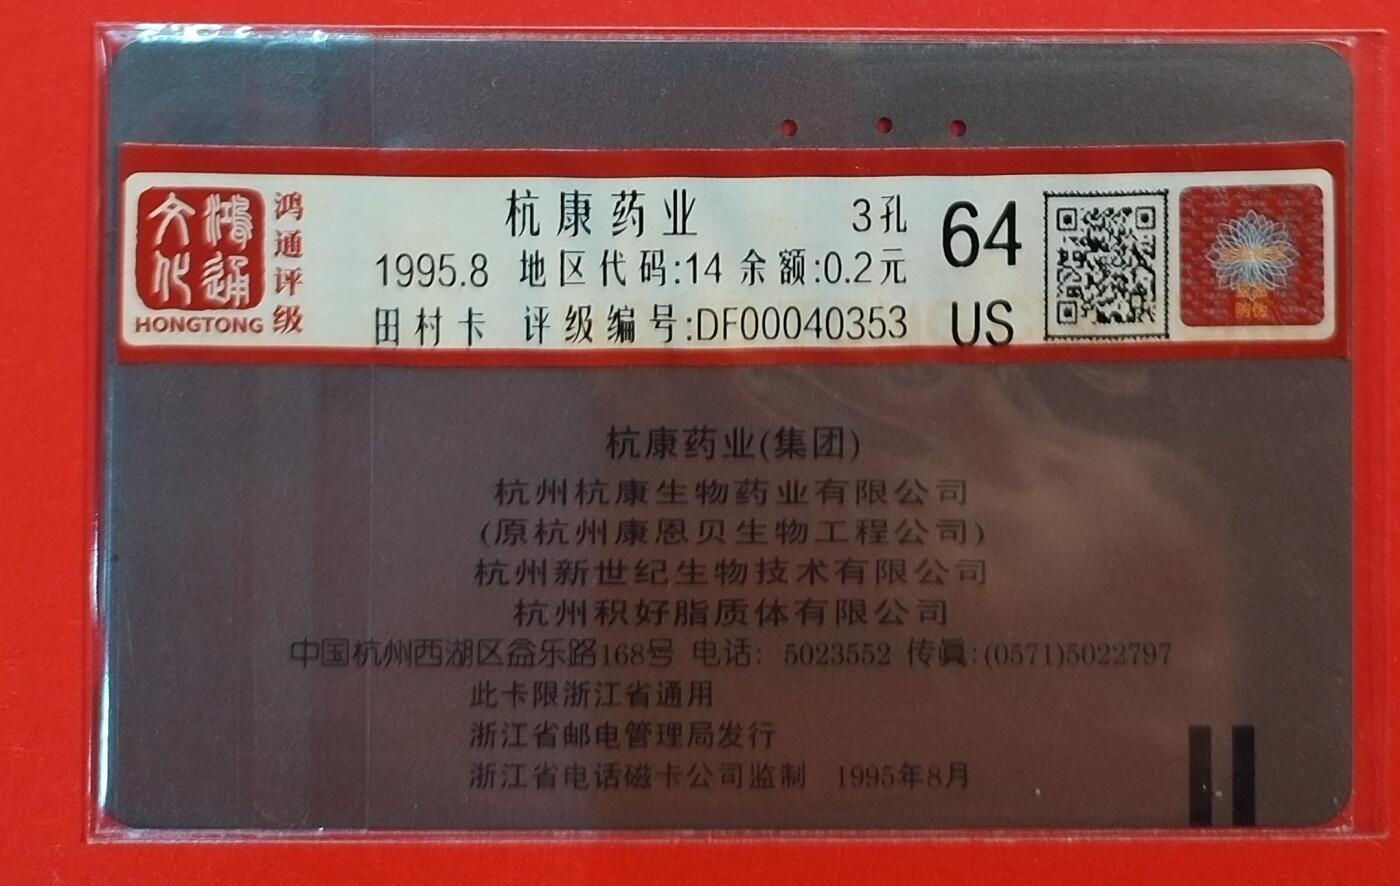 鸿通文化
HONGTONG
鸿通评级
杭康药业 3孔
1995.8 地区代码:14 余额:0.2元
田村卡 评级编号:DF00040353
64
US
防伪
杭康药业(集团)
杭州杭康生物药业有限公司
(原杭州康恩贝生物工程公司)
杭州新世纪生物技术有限公司
杭州积好脂质体有限公司
中国杭州西湖区益乐路168号 电话: 5023552 传真:(0571)5022797
此卡限浙江省通用
浙江省邮电管理局发行
浙江省电话磁卡公司监制 1995年8月